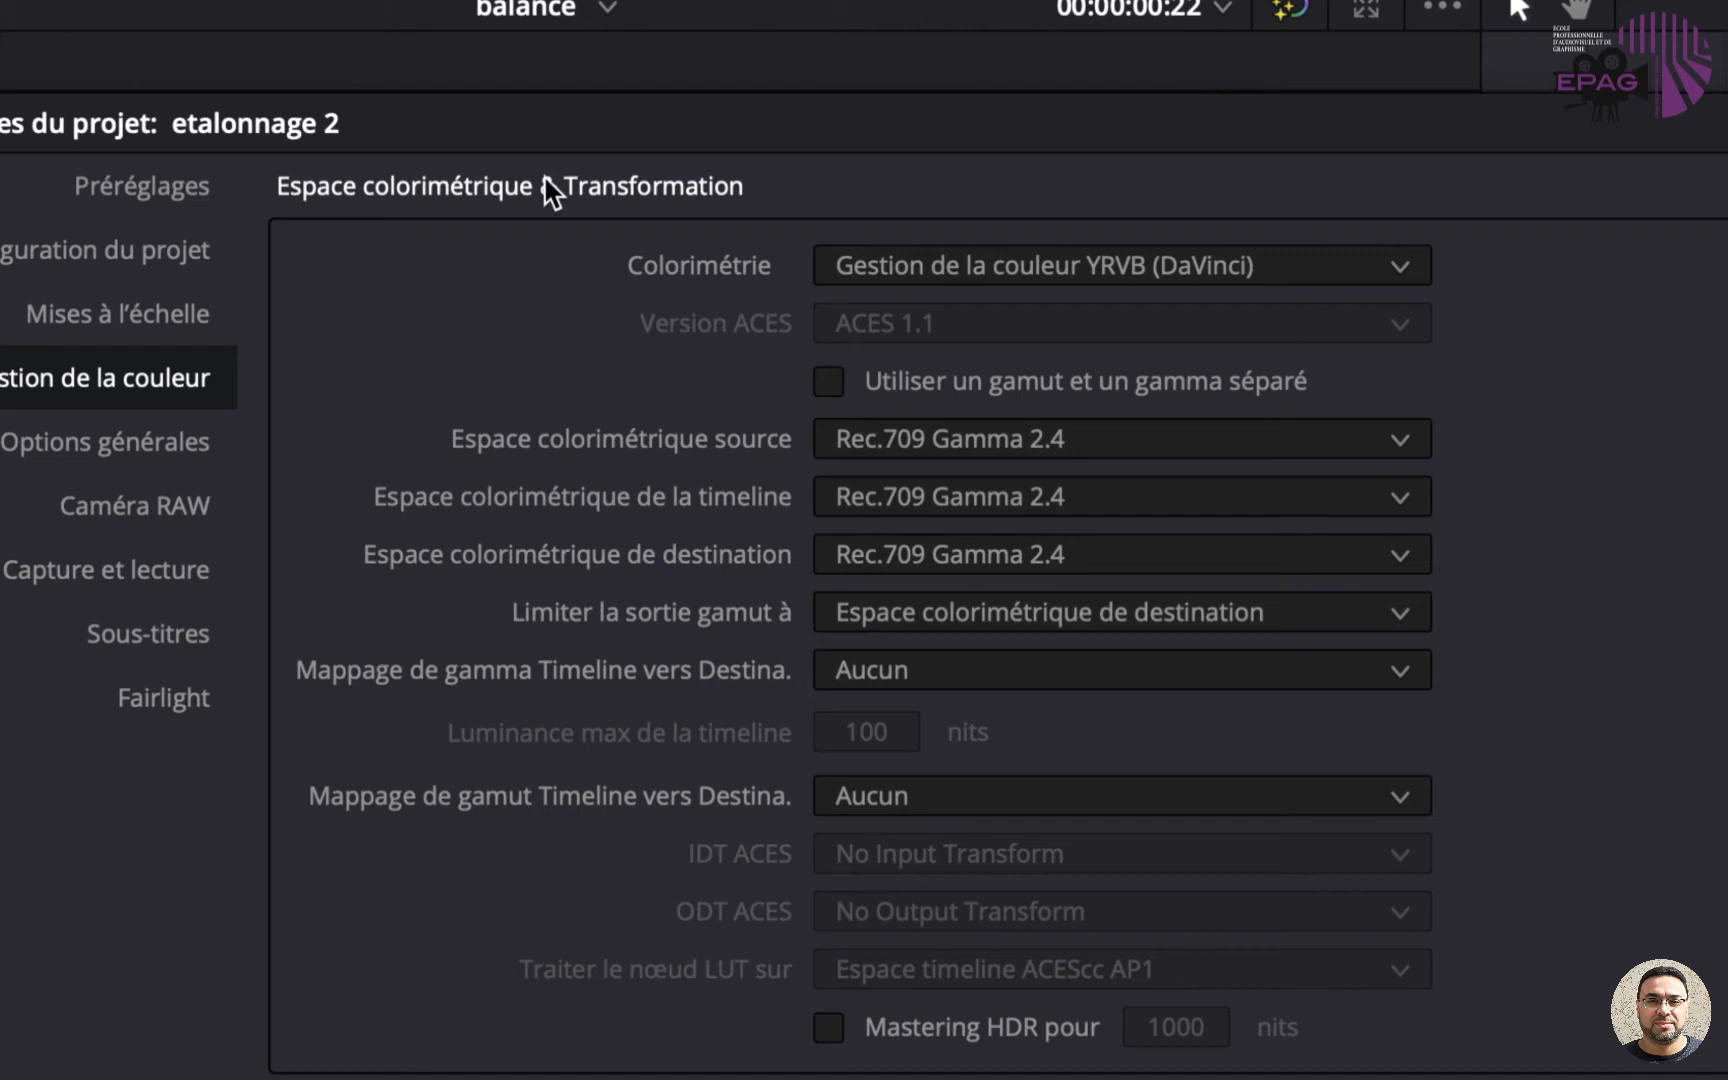 balance
00:00:00:22
ECOLE
PROFESSIONNELLE
D'AUDIOVISUEL ET DE
GRAPHISME
EPAG
es du projet: etalonnage 2
Préréglages
Espace colorimétrique & Transformation
guration du projet
Colorimétrie
Gestion de la couleur YRVB (DaVinci)
Mises à l'échelle
Version ACES
ACES 1.1
stion de la couleur
Utiliser un gamut et un gamma séparé
Options générales
Espace colorimétrique source
Rec.709 Gamma 2.4
Caméra RAW
Espace colorimétrique de la timeline
Rec.709 Gamma 2.4
Capture et lecture
Espace colorimétrique de destination
Rec.709 Gamma 2.4
Sous-titres
Limiter la sortie gamut à
Espace colorimétrique de destination
Fairlight
Mappage de gamma Timeline vers Destina.
Aucun
Luminance max de la timeline
100 nits
Mappage de gamut Timeline vers Destina.
Aucun
IDT ACES
No Input Transform
ODT ACES
No Output Transform
Traiter le nœud LUT sur
Espace timeline ACEScc AP1
Mastering HDR pour 1000 nits